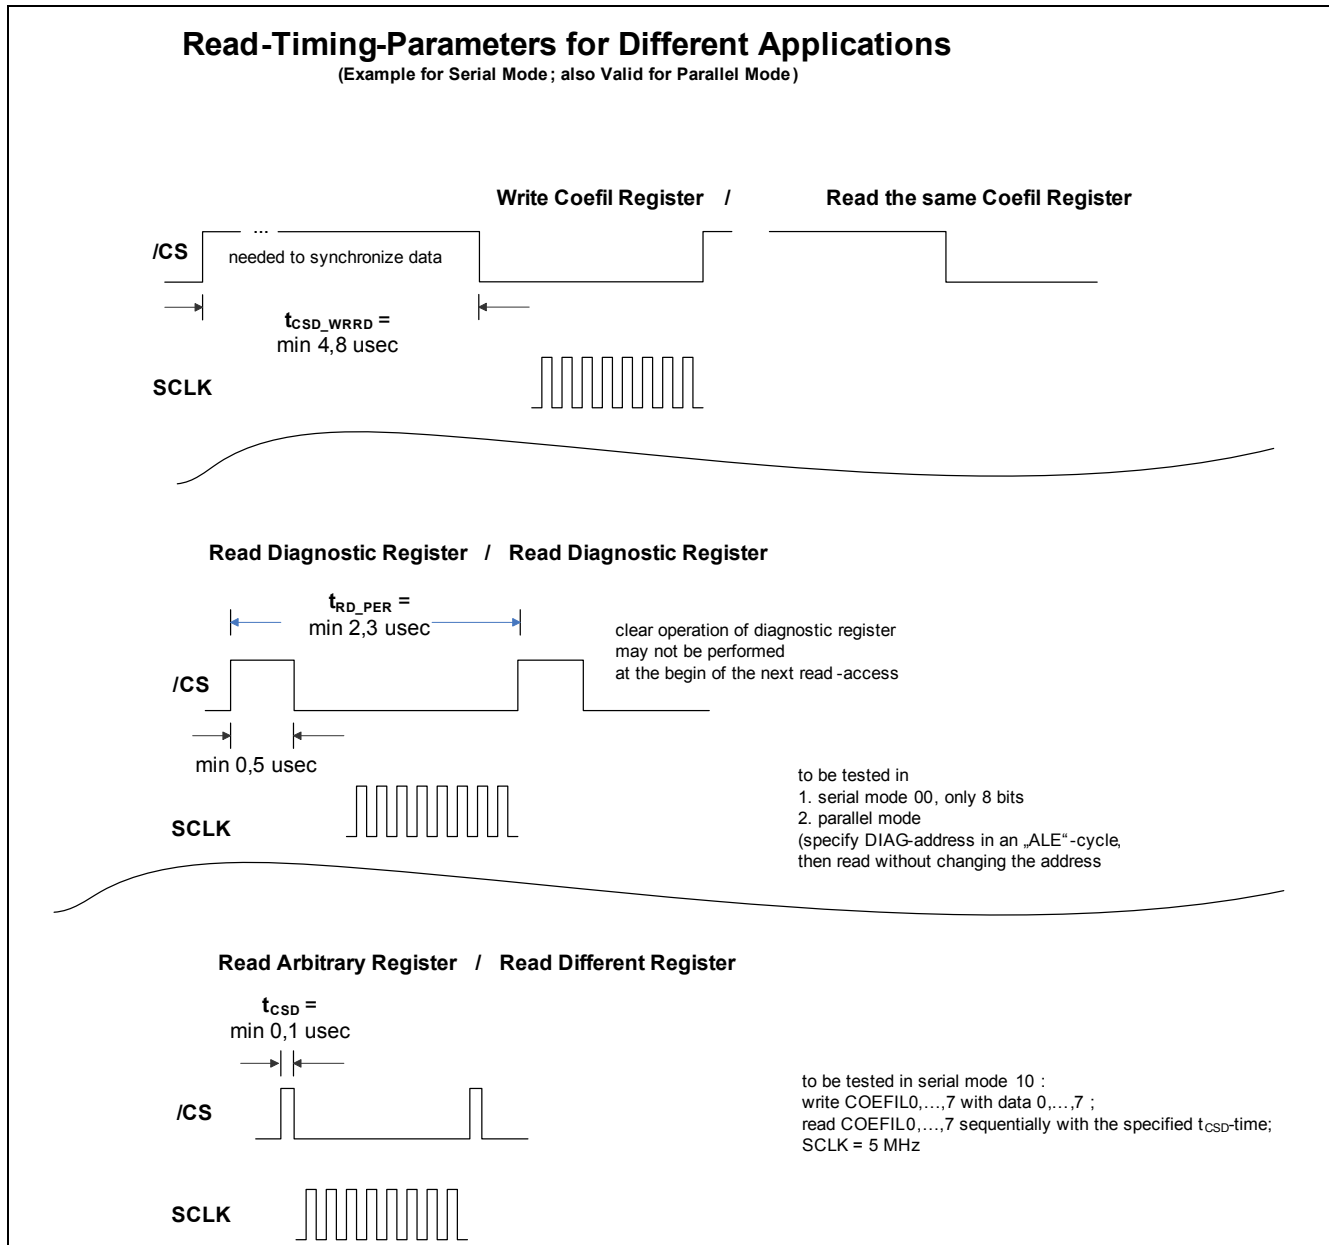 Read-Timing-Parameters for Different Applications
(Example for Serial Mode; also Valid for Parallel Mode)
Write Coefil Register / Read the same Coefil Register
/CS
...
needed to synchronize data
tCSD_WRRD =
min 4,8 usec
SCLK
Read Diagnostic Register / Read Diagnostic Register
tRD_PER =
min 2,3 usec
clear operation of diagnostic register
may not be performed
at the begin of the next read-access
/CS
min 0,5 usec
SCLK
to be tested in
1. serial mode 00, only 8 bits
2. parallel mode
(specify DIAG-address in an „ALE“-cycle,
then read without changing the address
Read Arbitrary Register / Read Different Register
tCSD =
min 0,1 usec
/CS
SCLK
to be tested in serial mode 10 :
write COEFIL0,...,7 with data 0,...,7 ;
read COEFIL0,...,7 sequentially with the specified tCSD-time;
SCLK = 5 MHz